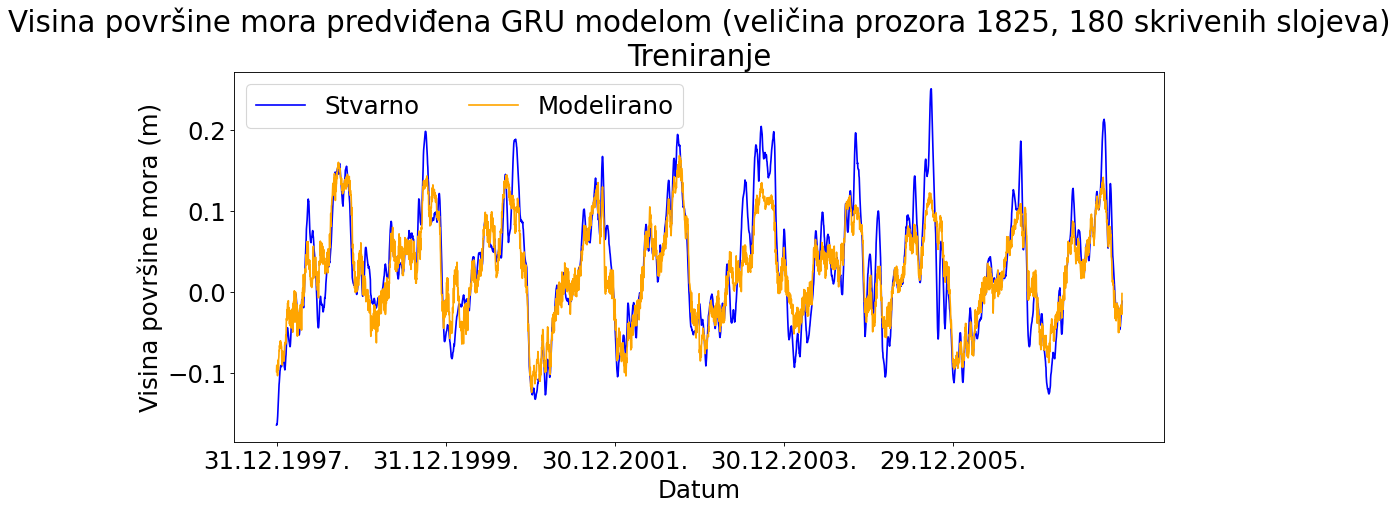 Visina površine mora predviđena GRU modelom (veličina prozora 1825, 180 skrivenih slojeva)
Treniranje
Stvarno
Modelirano
Visina površine mora (m)
0.2
0.1
0.0
−0.1
31.12.1997.
31.12.1999.
30.12.2001.
30.12.2003.
29.12.2005.
Datum